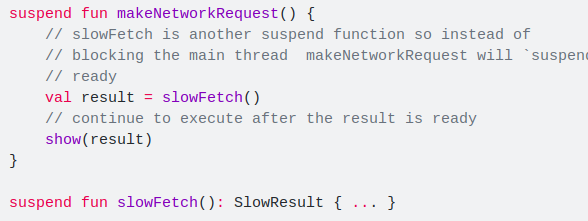 suspend fun makeNetworkRequest() {
    // slowFetch is another suspend function so instead of
    // blocking the main thread  makeNetworkRequest will `suspend
    // ready
    val result = slowFetch()
    // continue to execute after the result is ready
    show(result)
}

suspend fun slowFetch(): SlowResult { ... }